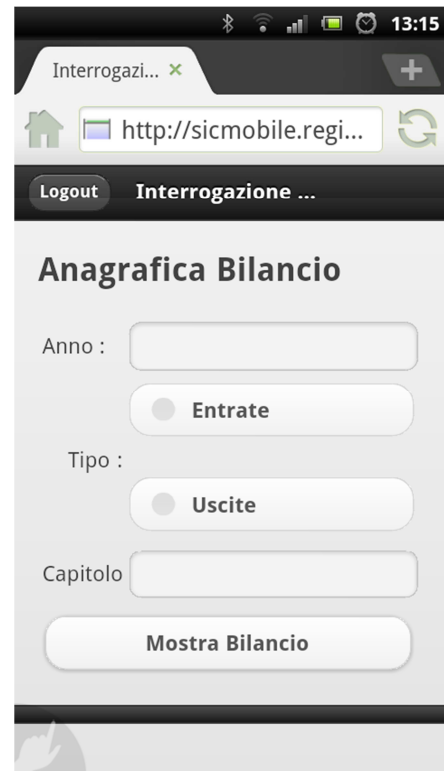 13:15
Interrogazi... ×
http://sicmobile.regi...
Logout Interrogazione ...
Anagrafica Bilancio
Anno :
Entrate
Tipo :
Uscite
Capitolo
Mostra Bilancio